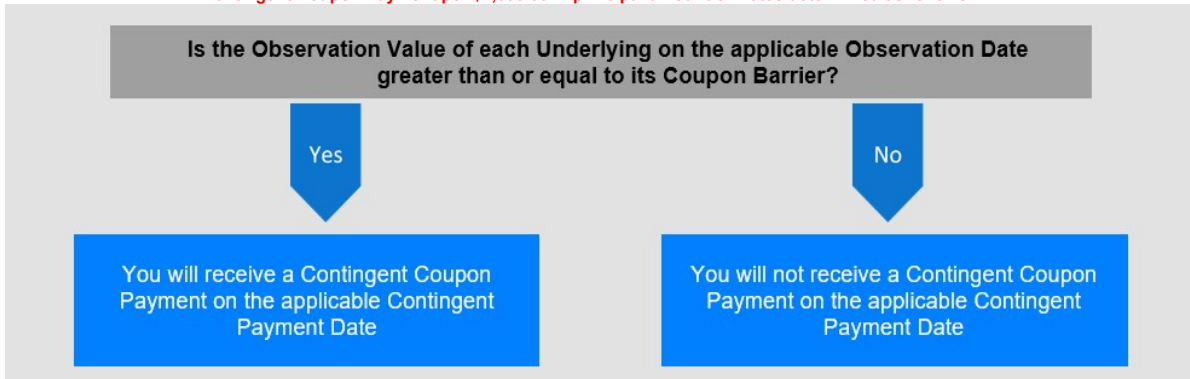 Is the Observation Value of each Underlying on the applicable Observation Date
greater than or equal to its Coupon Barrier?
Yes
No
You will receive a Contingent Coupon
Payment on the applicable Contingent
Payment Date
You will not receive a Contingent Coupon
Payment on the applicable Contingent
Payment Date